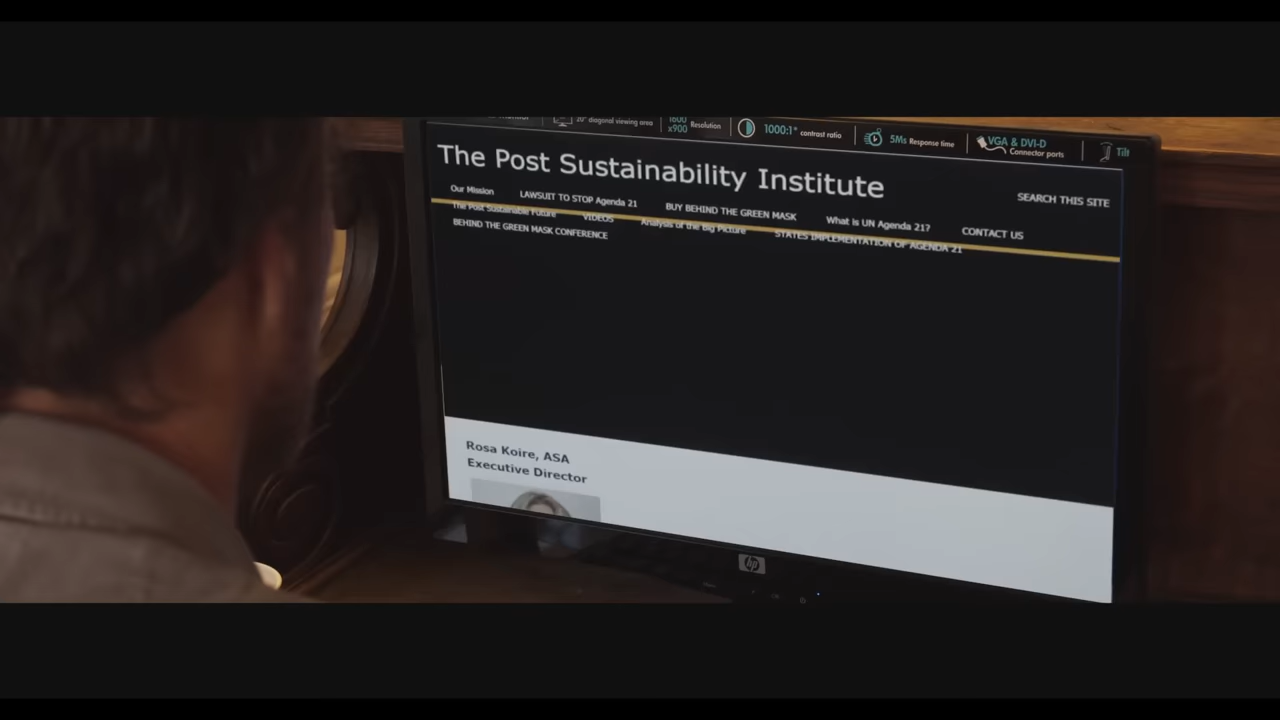 20" diagonal viewing area
1600 x900 Resolution
1000:1* contrast ratio
5Ms Response time
VGA & DVI-D Connector ports
Tilt
The Post Sustainability Institute
SEARCH THIS SITE
Our Mission LAWSUIT TO STOP Agenda 21 BUY BEHIND THE GREEN MASK What is UN Agenda 21? CONTACT US
The Post Sustainable Future VIDEOS Analysis of the Big Picture STATES IMPLEMENTATION OF AGENDA 21
BEHIND THE GREEN MASK CONFERENCE
Rosa Koire, ASA
Executive Director
hp